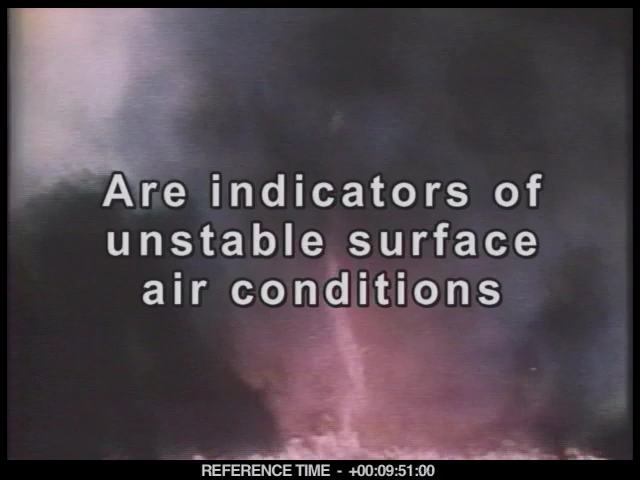 Are indicators of
unstable surface
air conditions
REFERENCE TIME - +00:09:51:00